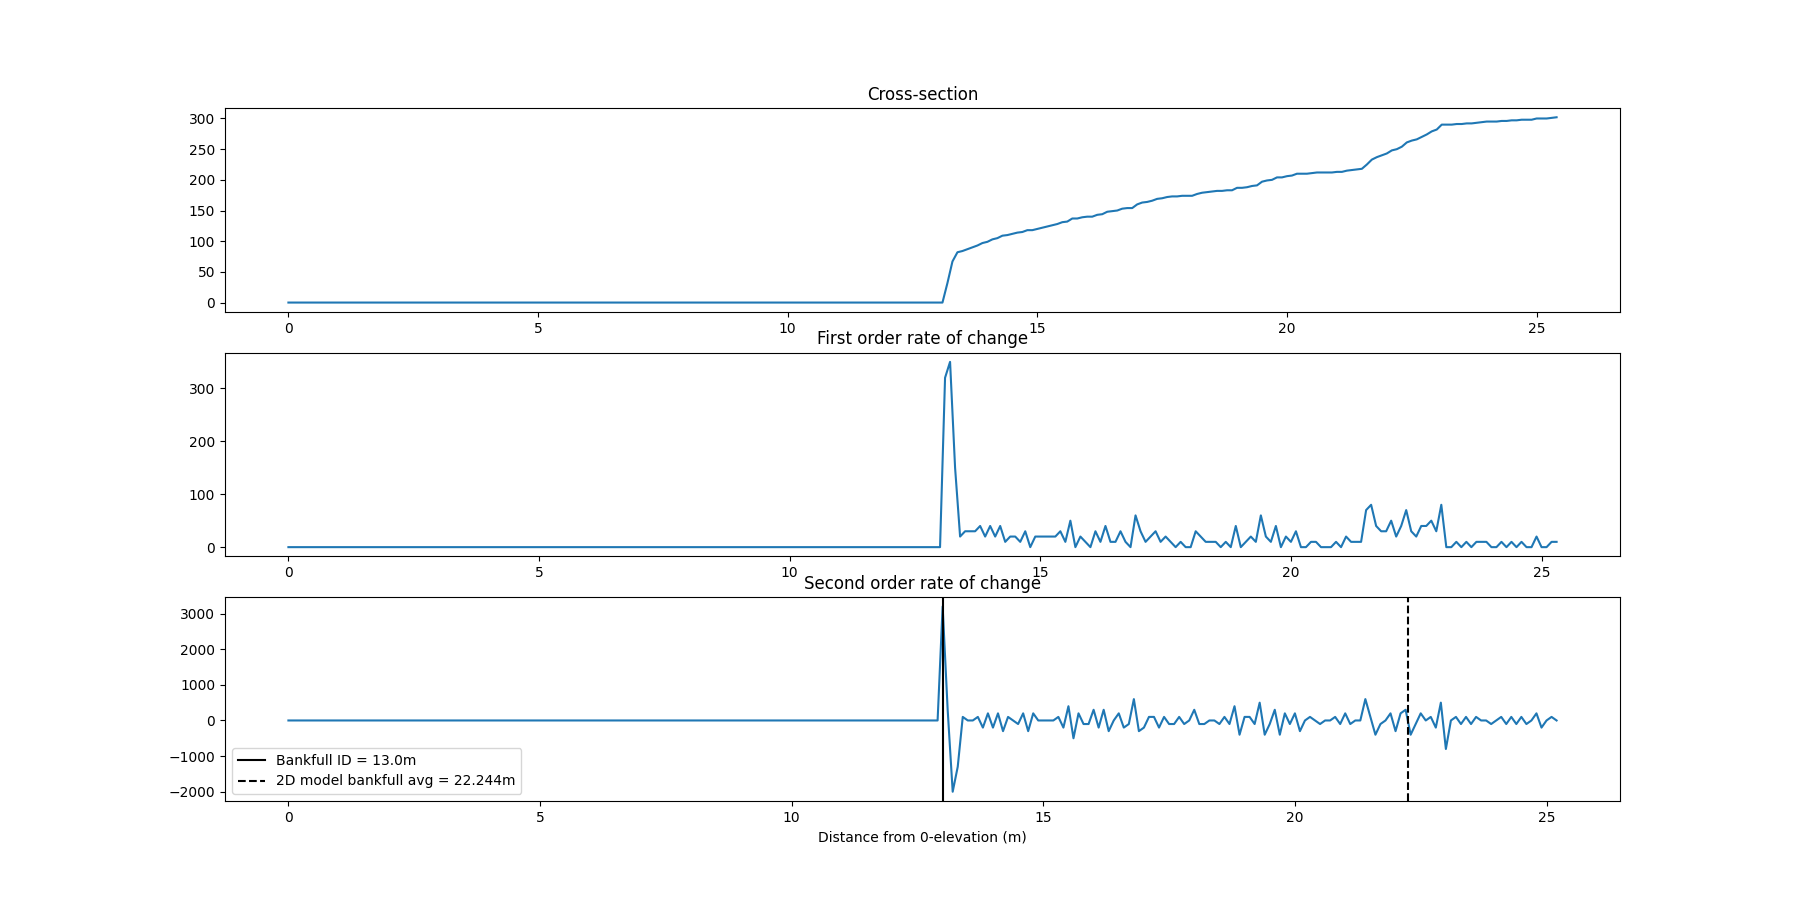 Cross-section
300
250
200
150
100
50
0
0 5 10 15 20 25
First order rate of change
300
200
100
0
0 5 10 15 20 25
Second order rate of change
3000
2000
1000
0
−1000
−2000
Bankfull ID = 13.0m
2D model bankfull avg = 22.244m
0 5 10 15 20 25
Distance from 0-elevation (m)